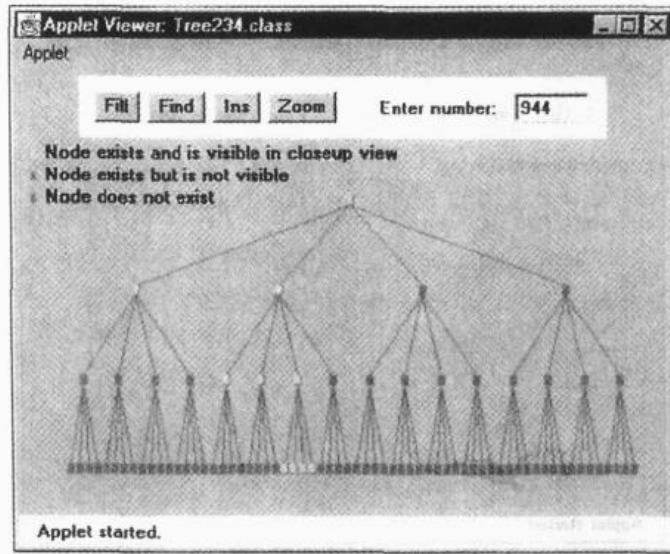 Applet Viewer: Tree234.class
Applet
Fill Find Ins Zoom Enter number: 944
Node exists and is visible in closeup view
Node exists but is not visible
Node does not exist
Applet started.